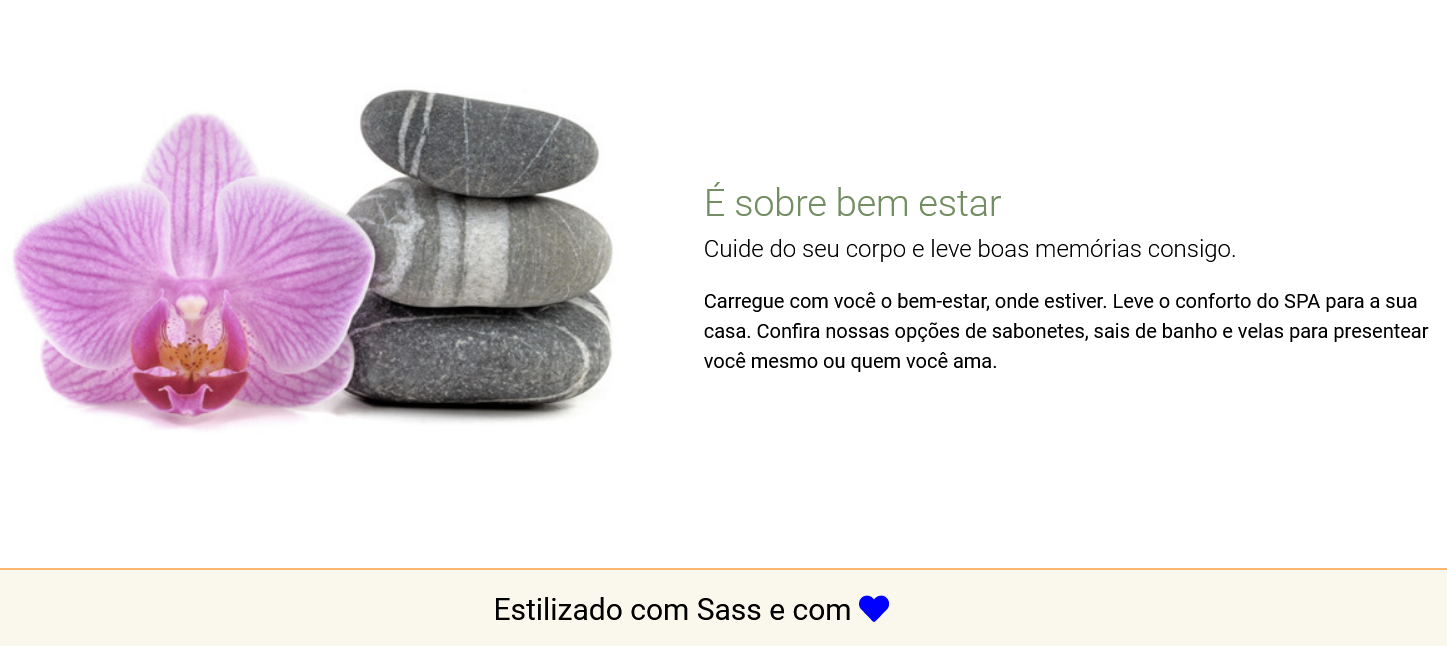 É sobre bem estar
Cuide do seu corpo e leve boas memórias consigo.
Carregue com você o bem-estar, onde estiver. Leve o conforto do SPA para a sua
casa. Confira nossas opções de sabonetes, sais de banho e velas para presentear
você mesmo ou quem você ama.
Estilizado com Sass e com